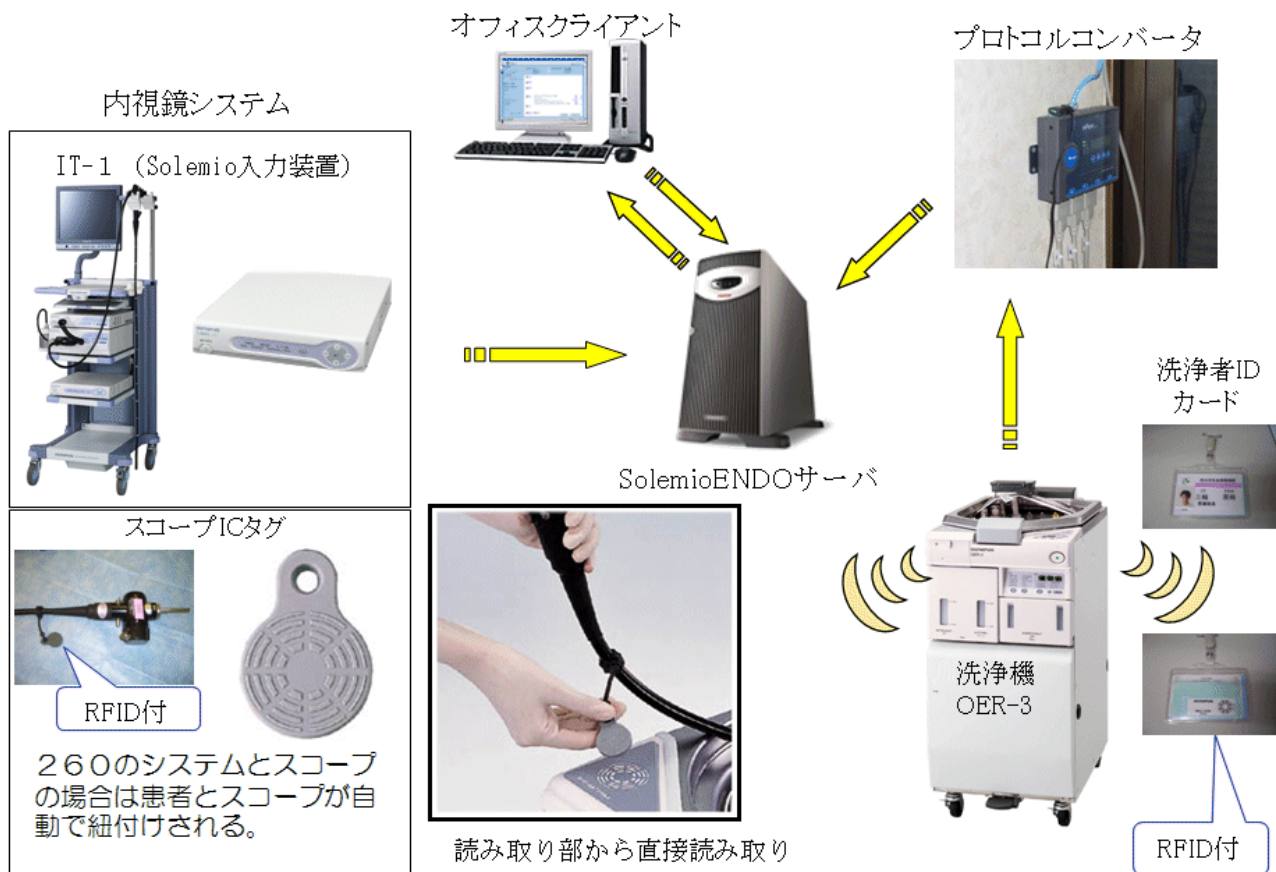 オフィスクライアント
プロトコルコンバータ
内視鏡システム
IT-1 （Solemio入力装置）
洗浄者ID
カード
SolemioENDOサーバ
スコープICタグ
RFID付
２６０のシステムとスコープ
の場合は患者とスコープが自
動で紐付けされる。
読み取り部から直接読み取り
洗浄機
OER-3
RFID付